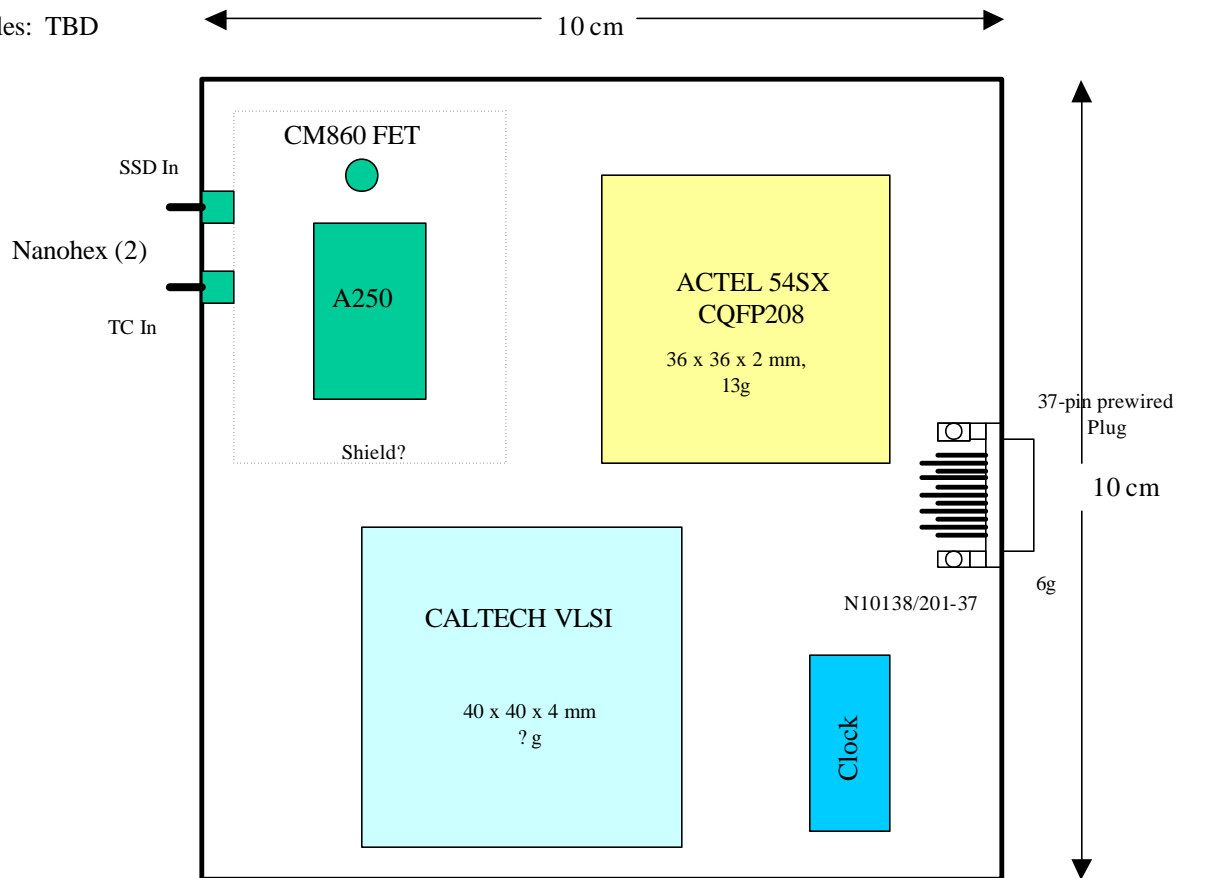 les: TBD
10 cm
CM860 FET
SSD In
Nanohex (2)
A250
TC In
Shield?
ACTEL 54SX
CQFP208
36 x 36 x 2 mm,
13g
37-pin prewired
Plug
10 cm
6g
N10138/201-37
CALTECH VLSI
40 x 40 x 4 mm
? g
Clock